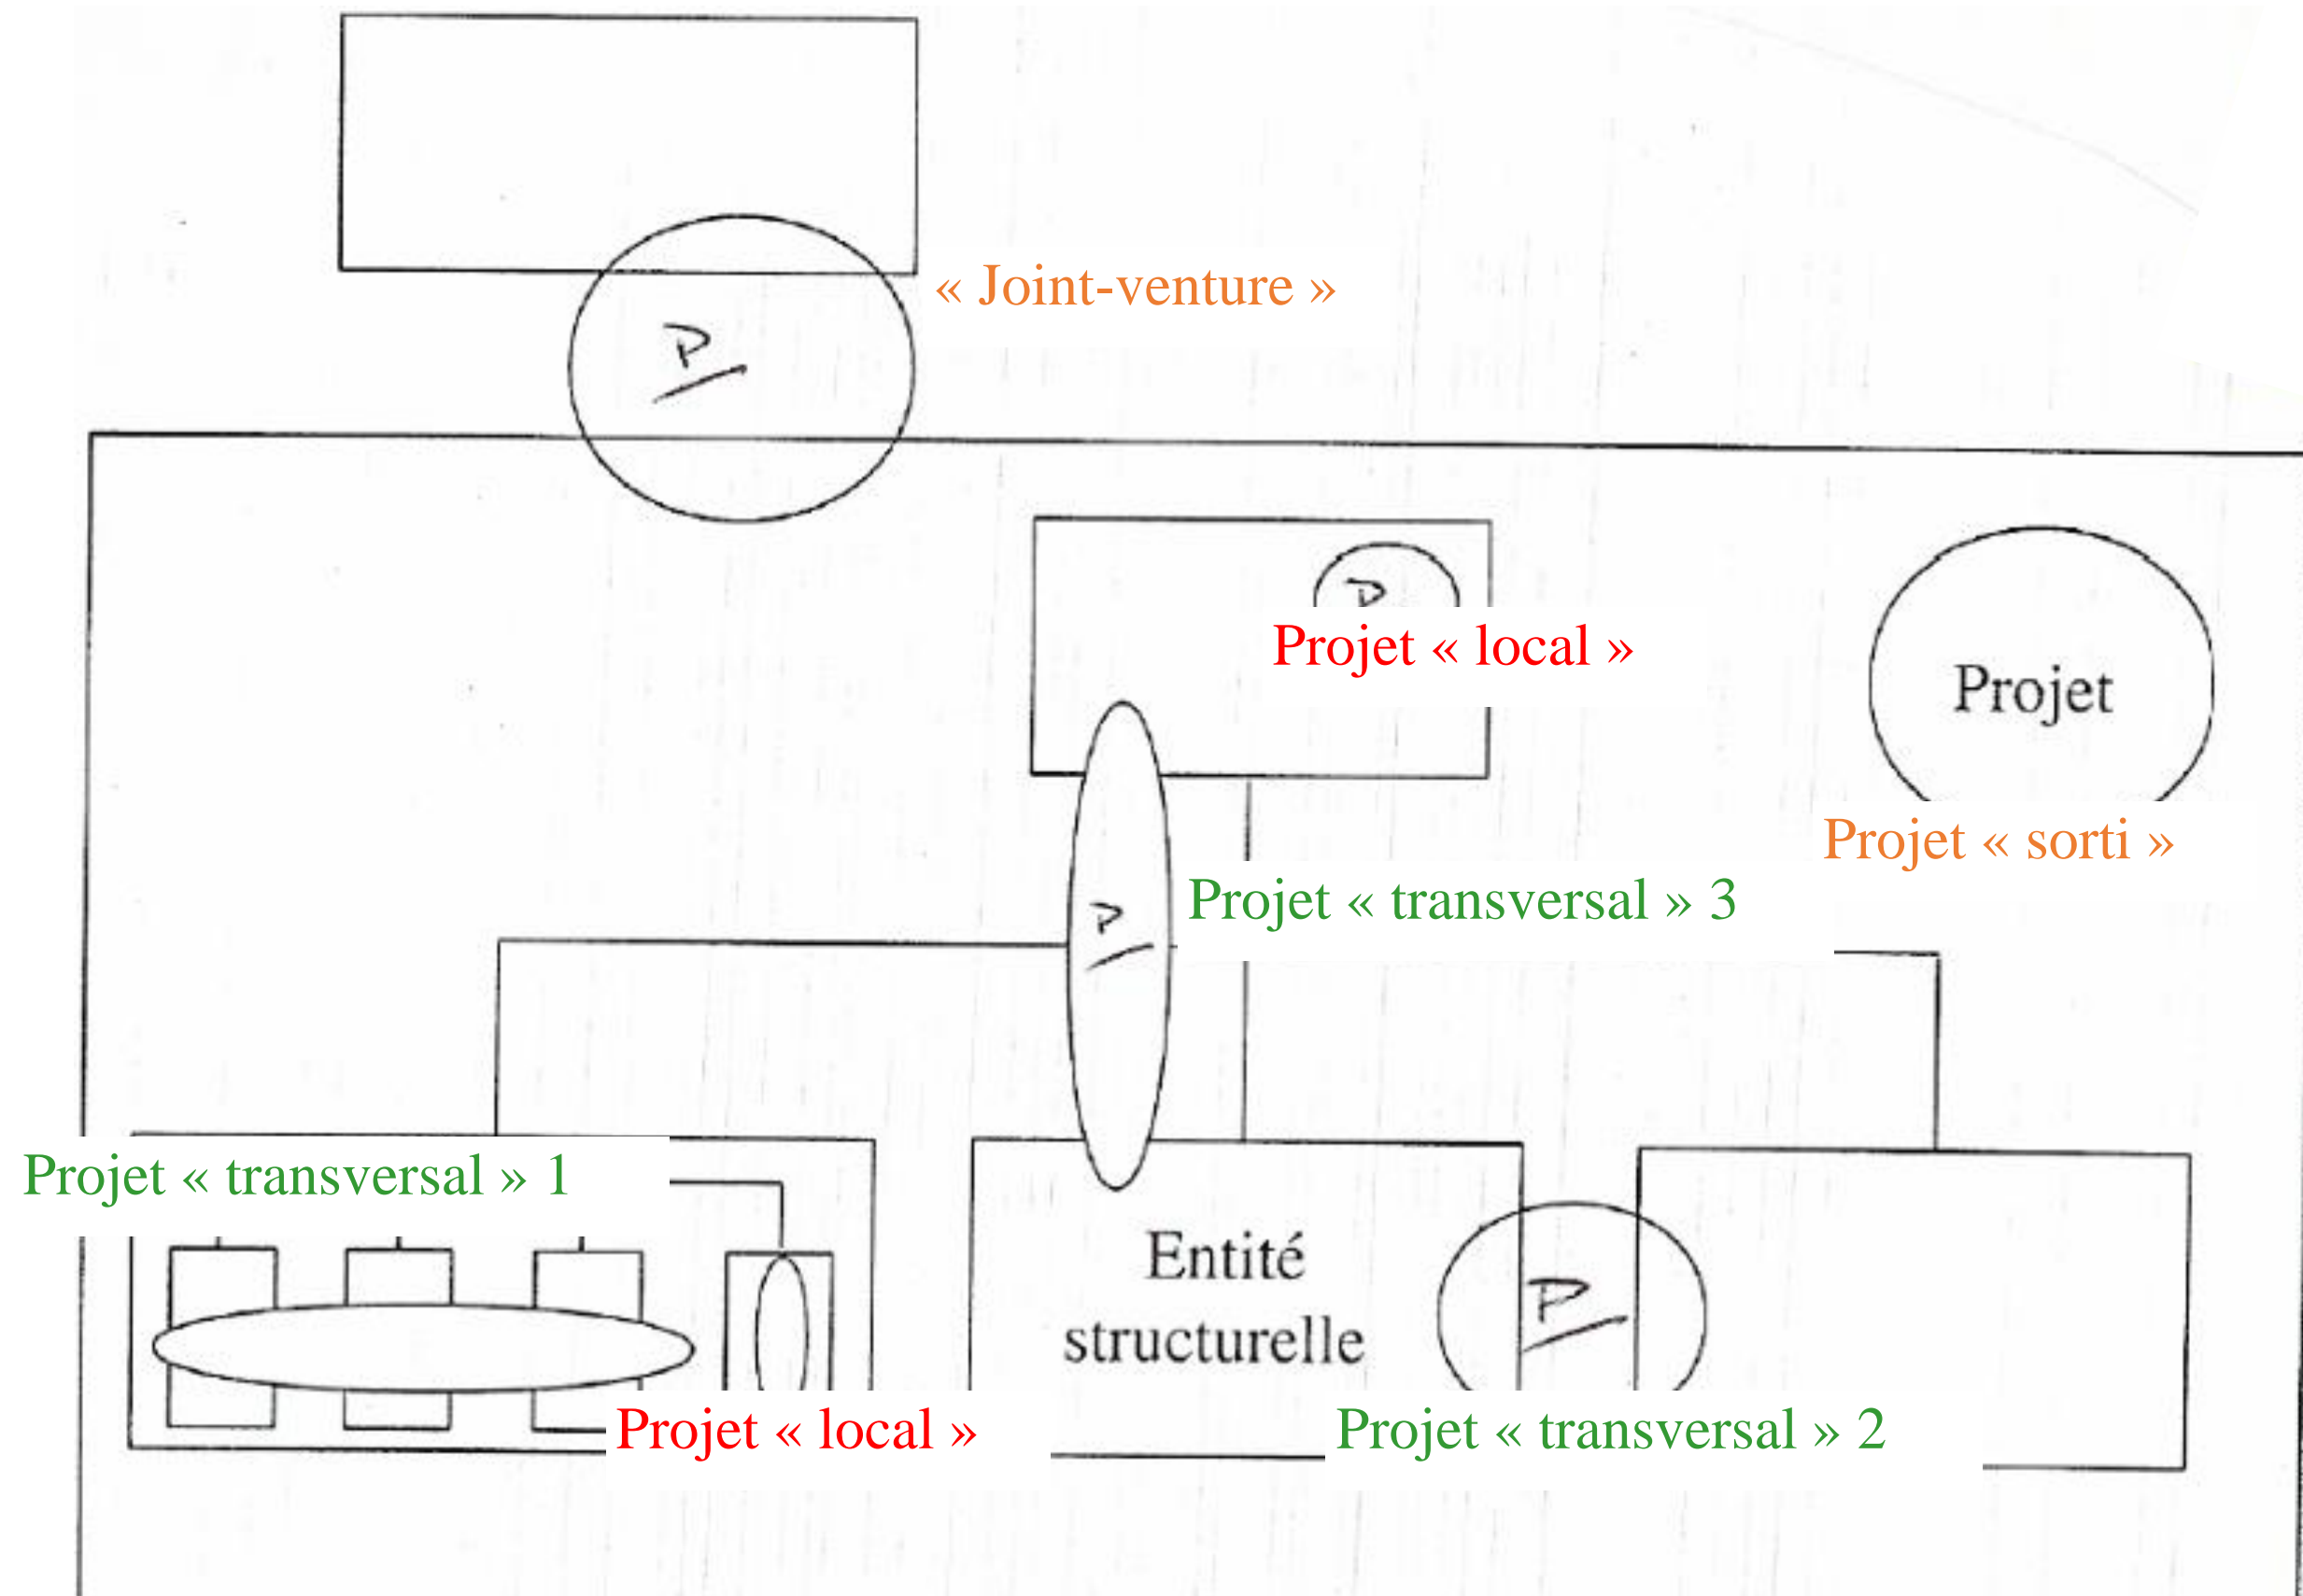 « Joint-venture »
P
P
Projet « local »
Projet
Projet « sorti »
Projet « transversal » 3
P
Projet « transversal » 1
Entité
structurelle
P
Projet « local »
Projet « transversal » 2